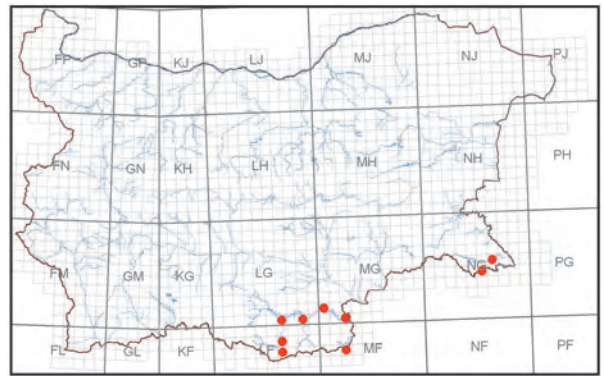 FP GP KJ LJ MJ NJ PJ
FN GN KH LH MH NH PH
FM GM KG LG MG NG PG
FL GL KF LF MF NF PF